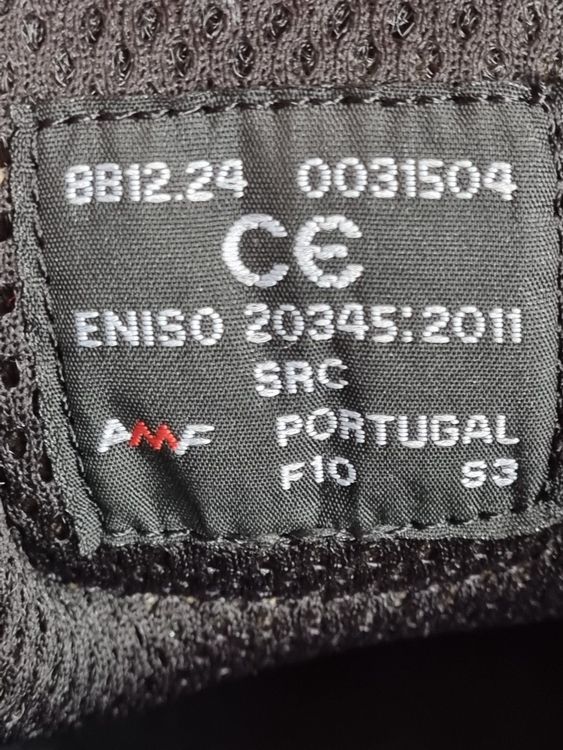 8B12.24 0031504
CE
ENISO 20345:2011
SRC
AMF PORTUGAL
F10 S3